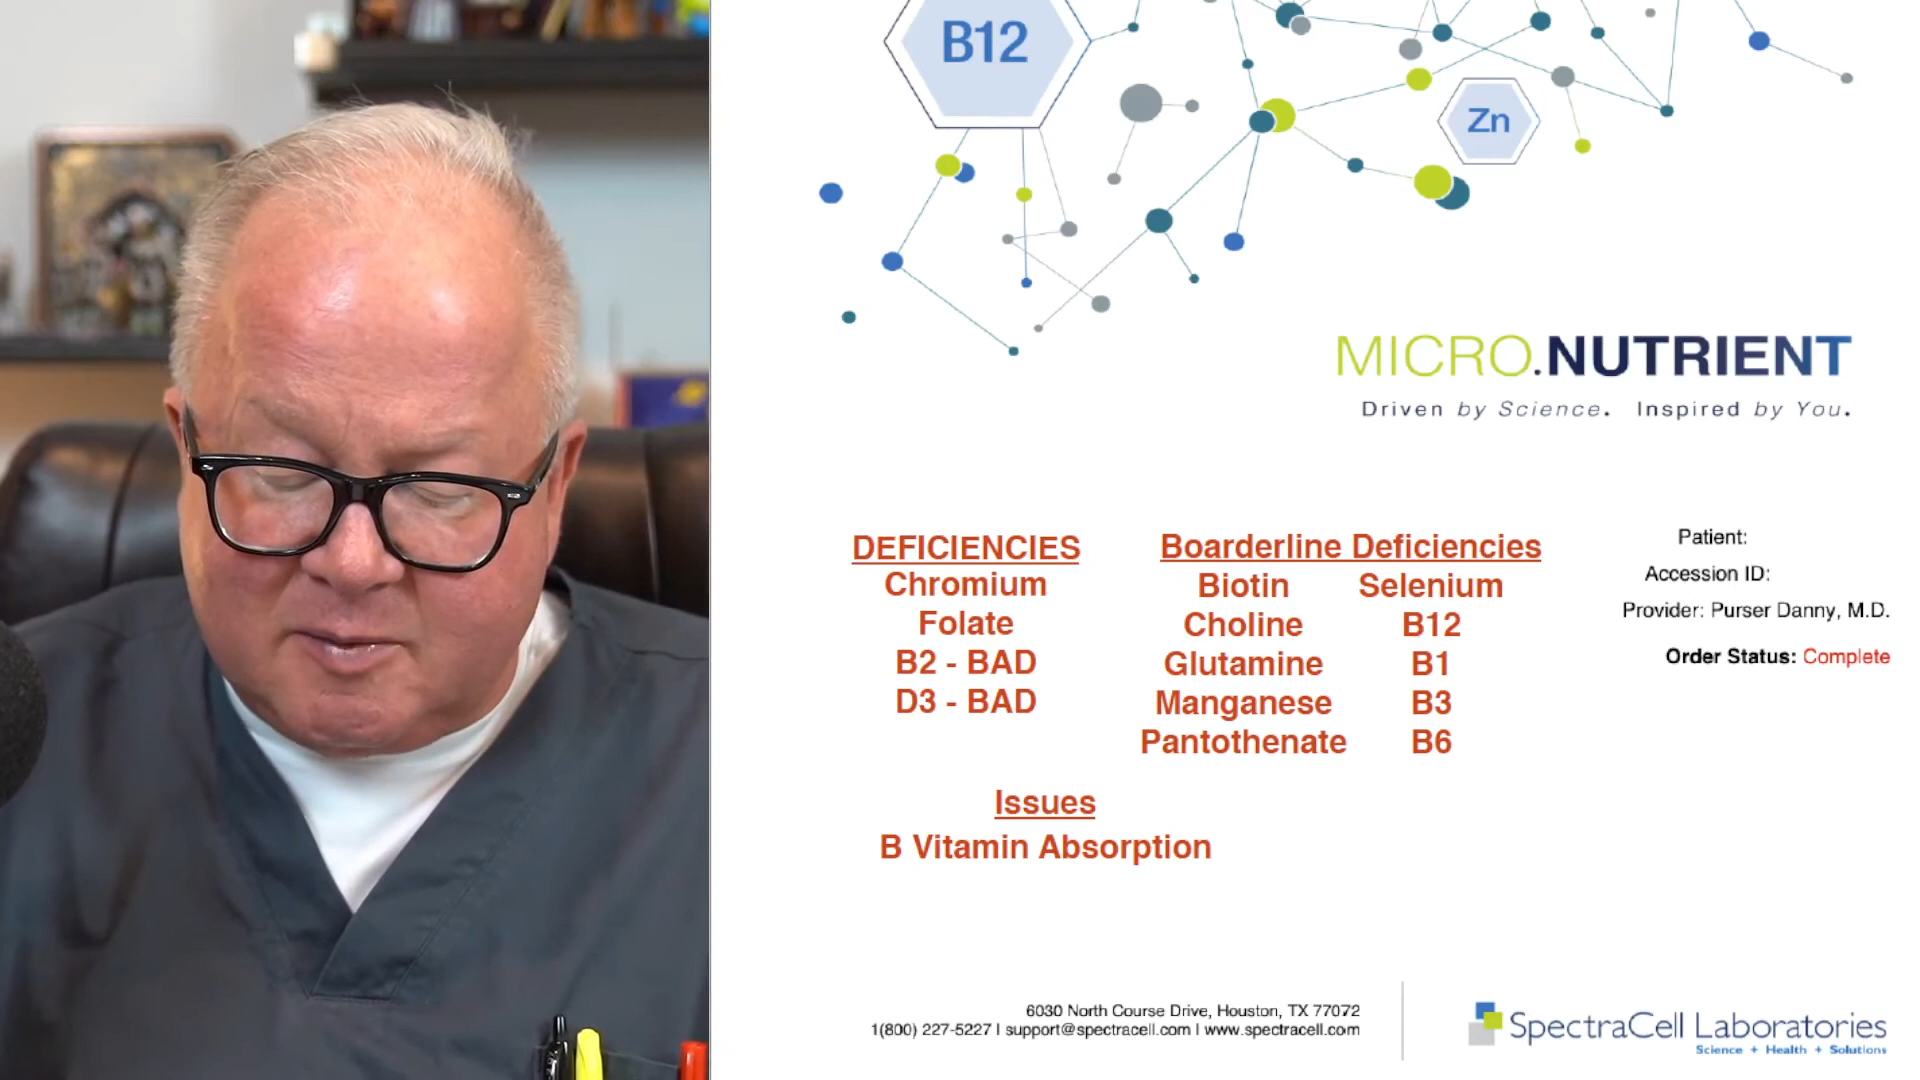 B12
Zn
MICRO.NUTRIENT
Driven by Science. Inspired by You.
DEFICIENCIES
Chromium
Folate
B2 - BAD
D3 - BAD
Boarderline Deficiencies
Biotin Selenium
Choline B12
Glutamine B1
Manganese B3
Pantothenate B6
Issues
B Vitamin Absorption
Patient:
Accession ID:
Provider: Purser Danny, M.D.
Order Status: Complete
6030 North Course Drive, Houston, TX 77072
1(800) 227-5227 I support@spectracell.com I www.spectracell.com
SpectraCell Laboratories
Science + Health + Solutions